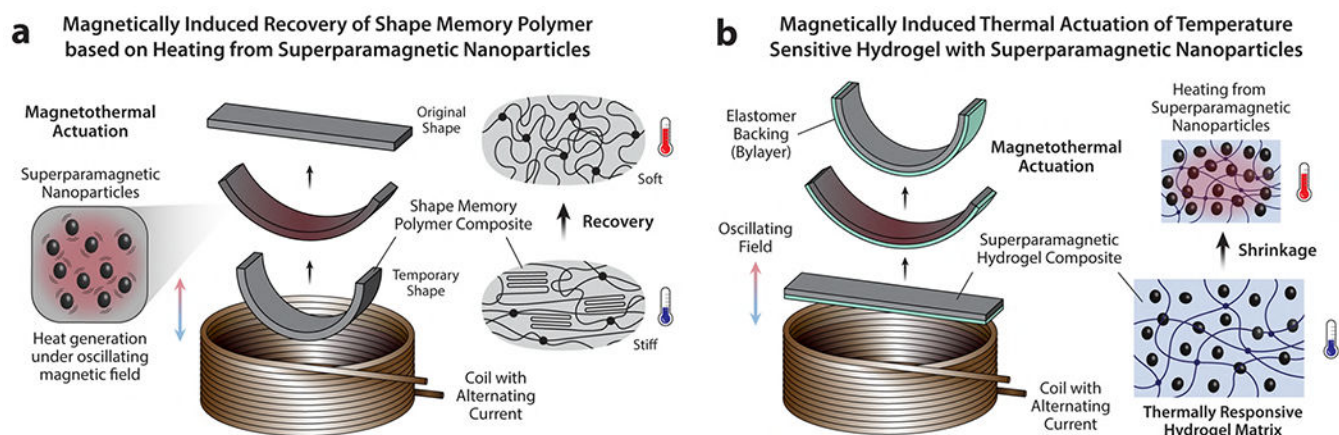 a
Magnetically Induced Recovery of Shape Memory Polymer
based on Heating from Superparamagnetic Nanoparticles
Magnetothermal
Actuation
Original
Shape
Superparamagnetic
Nanoparticles
Soft
Shape Memory
Polymer Composite
Recovery
Temporary
Shape
Stiff
Heat generation
under oscillating
magnetic field
Coil with
Alternating
Current
b
Magnetically Induced Thermal Actuation of Temperature
Sensitive Hydrogel with Superparamagnetic Nanoparticles
Elastomer
Backing
(Bylayer)
Magnetothermal
Actuation
Heating from
Superparamagnetic
Nanoparticles
Oscillating
Field
Superparamagnetic
Hydrogel Composite
Shrinkage
Coil with
Alternating
Current
Thermally Responsive
Hydrogel Matrix